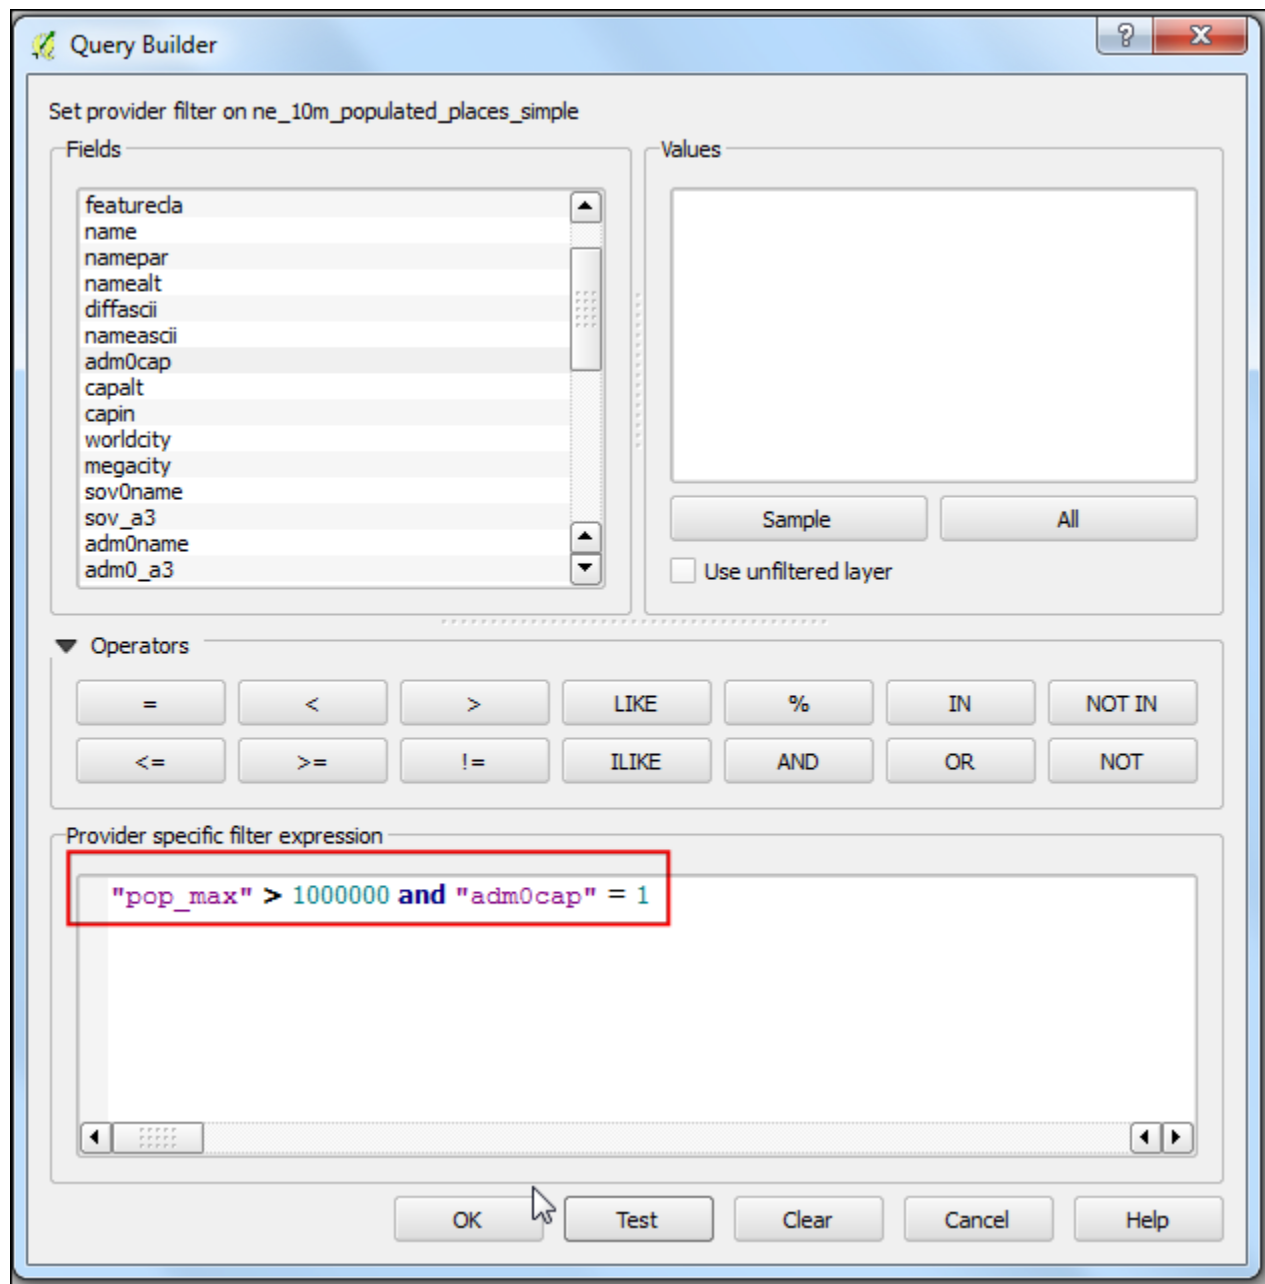 Query Builder
?
Set provider filter on ne_10m_populated_places_simple
Fields
featurecla
name
namepar
namealt
diffascii
nameascii
adm0cap
capalt
capin
worldcity
megacity
sov0name
sov_a3
adm0name
adm0_a3
Values
Sample All
Use unfiltered layer
Operators
= < > LIKE % IN NOT IN
<= >= != ILIKE AND OR NOT
Provider specific filter expression
"pop_max" > 1000000 and "adm0cap" = 1
OK Test Clear Cancel Help